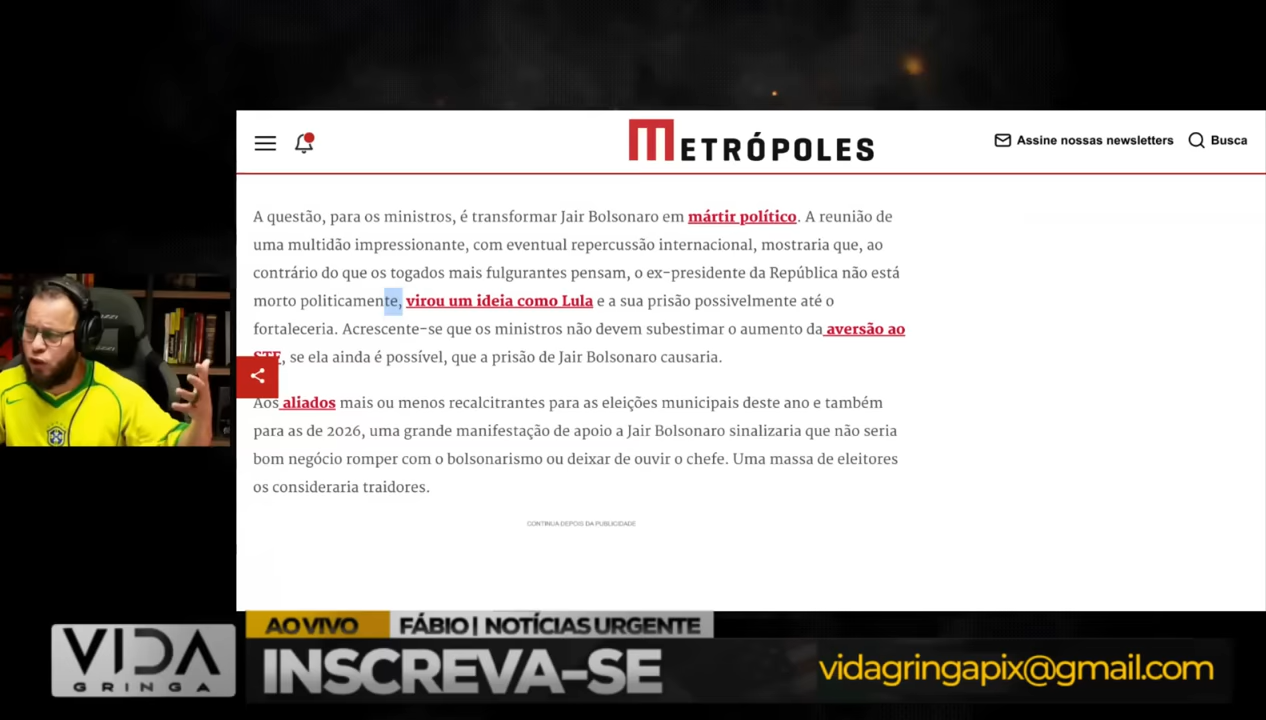 METRÓPOLES
Assine nossas newsletters
Busca
A questão, para os ministros, é transformar Jair Bolsonaro em mártir político. A reunião de
uma multidão impressionante, com eventual repercussão internacional, mostraria que, ao
contrário do que os togados mais fulgurantes pensam, o ex-presidente da República não está
morto politicamente, virou um ideia como Lula e a sua prisão possivelmente até o
fortaleceria. Acrescente-se que os ministros não devem subestimar o aumento da aversão ao
STF, se ela ainda é possível, que a prisão de Jair Bolsonaro causaria.
Aos aliados mais ou menos recalcitrantes para as eleições municipais deste ano e também
para as de 2026, uma grande manifestação de apoio a Jair Bolsonaro sinalizaria que não seria
bom negócio romper com o bolsonarismo ou deixar de ouvir o chefe. Uma massa de eleitores
os consideraria traidores.
CONTINUA DEPOIS DA PUBLICIDADE
AO VIVO
FÁBIO | NOTÍCIAS URGENTE
VIDA
GRINGA
INSCREVA-SE
vidagringapix@gmail.com